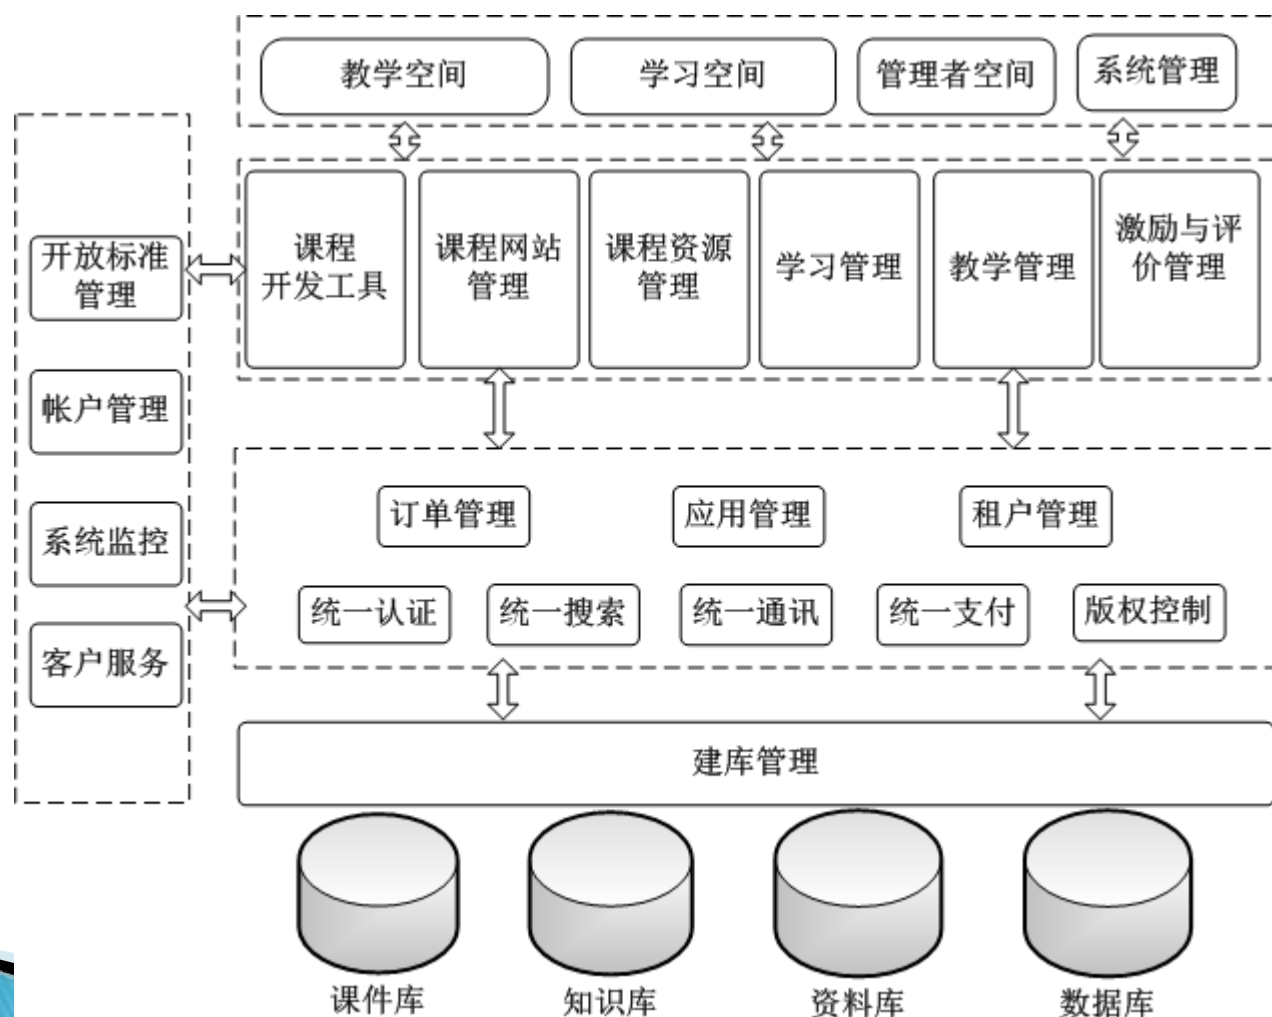 教学空间
学习空间
管理者空间
系统管理
开放标准
管理
帐户管理
系统监控
客户服务
课程
开发工具
课程网站
管理
课程资源
管理
学习管理
教学管理
激励与评
价管理
订单管理
应用管理
租户管理
统一认证
统一搜索
统一通讯
统一支付
版权控制
建库管理
课件库
知识库
资料库
数据库